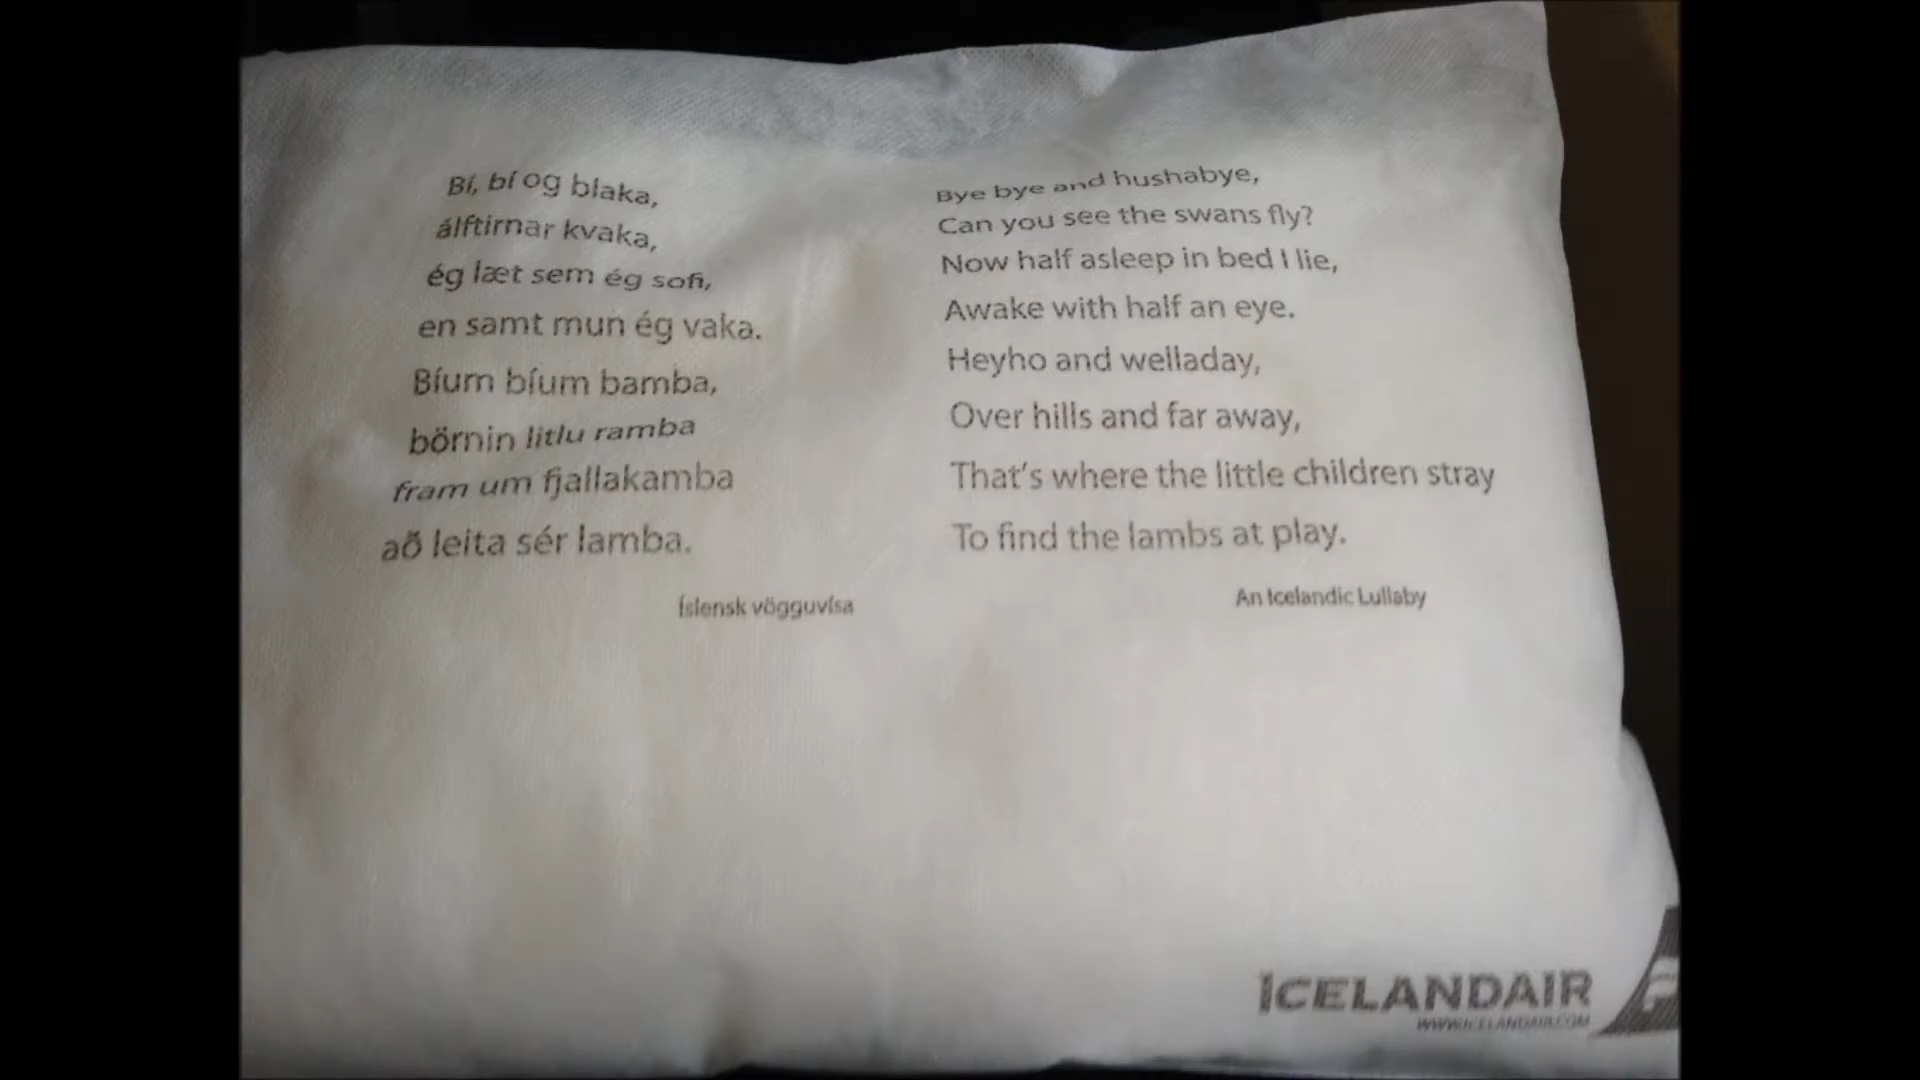 Bí, bí og blaka,
álftirnar kvaka,
ég læt sem ég sofi,
en samt mun ég vaka.
Bíum bíum bamba,
börnin litlu ramba
fram um fjallakamba
að leita sér lamba.
Íslensk vögguvísa
Bye bye and hushabye,
Can you see the swans fly?
Now half asleep in bed I lie,
Awake with half an eye.
Heyho and welladay,
Over hills and far away,
That's where the little children stray
To find the lambs at play.
An Icelandic Lullaby
ICELANDAIR
WWW.ICELANDAIR.COM